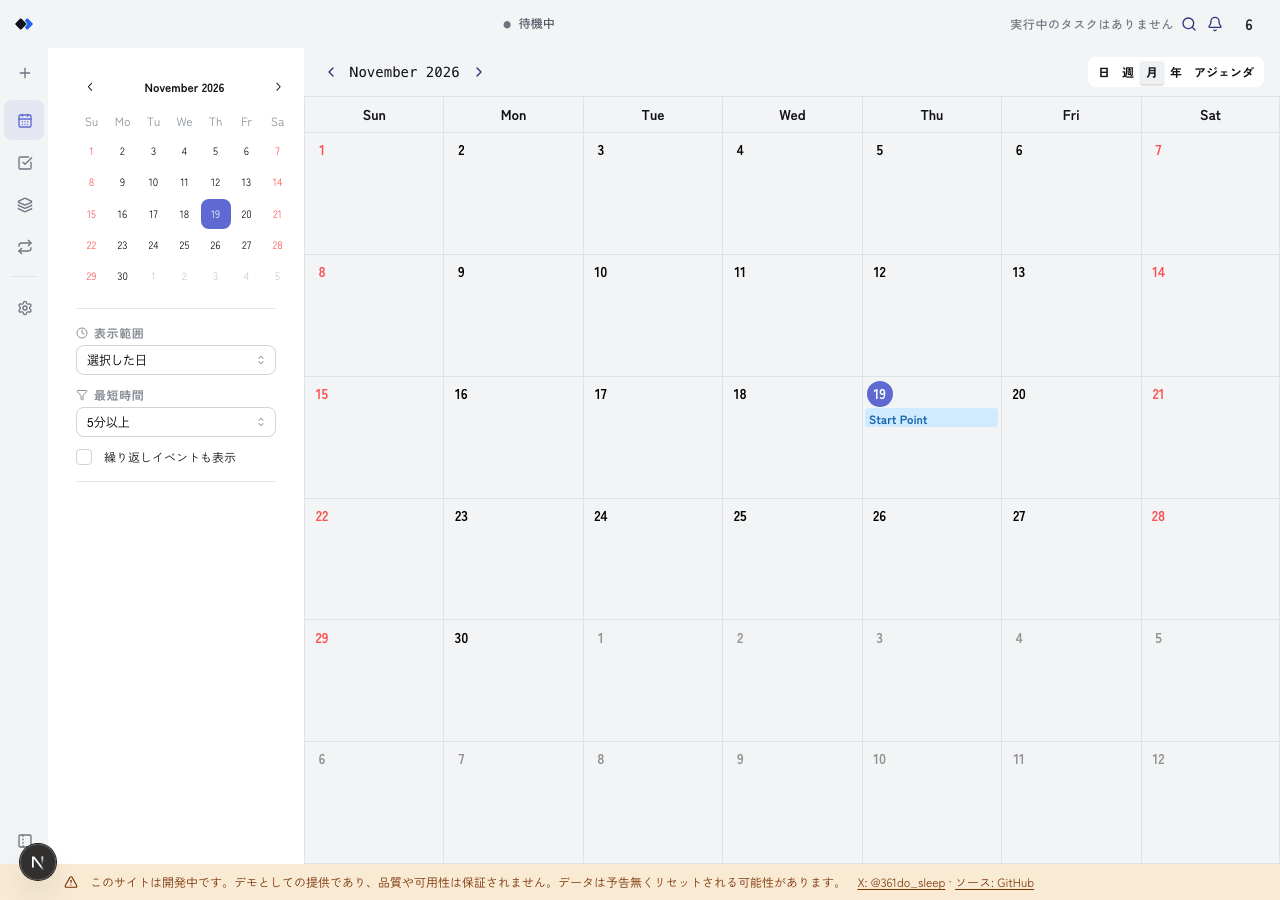 待機中
実行中のタスクはありません
6
November 2026
Su Mo Tu We Th Fr Sa
1 2 3 4 5 6 7
8 9 10 11 12 13 14
15 16 17 18 19 20 21
22 23 24 25 26 27 28
29 30 1 2 3 4 5
表示範囲
選択した日
最短時間
5分以上
繰り返しイベントも表示
November 2026
日 週 月 年 アジェンダ
Sun Mon Tue Wed Thu Fri Sat
1 2 3 4 5 6 7
8 9 10 11 12 13 14
15 16 17 18 19 20 21
Start Point
22 23 24 25 26 27 28
29 30 1 2 3 4 5
6 7 8 9 10 11 12
N
このサイトは開発中です。デモとしての提供であり、品質や可用性は保証されません。データは予告無くリセットされる可能性があります。 X: @361do_sleep · ソース: GitHub